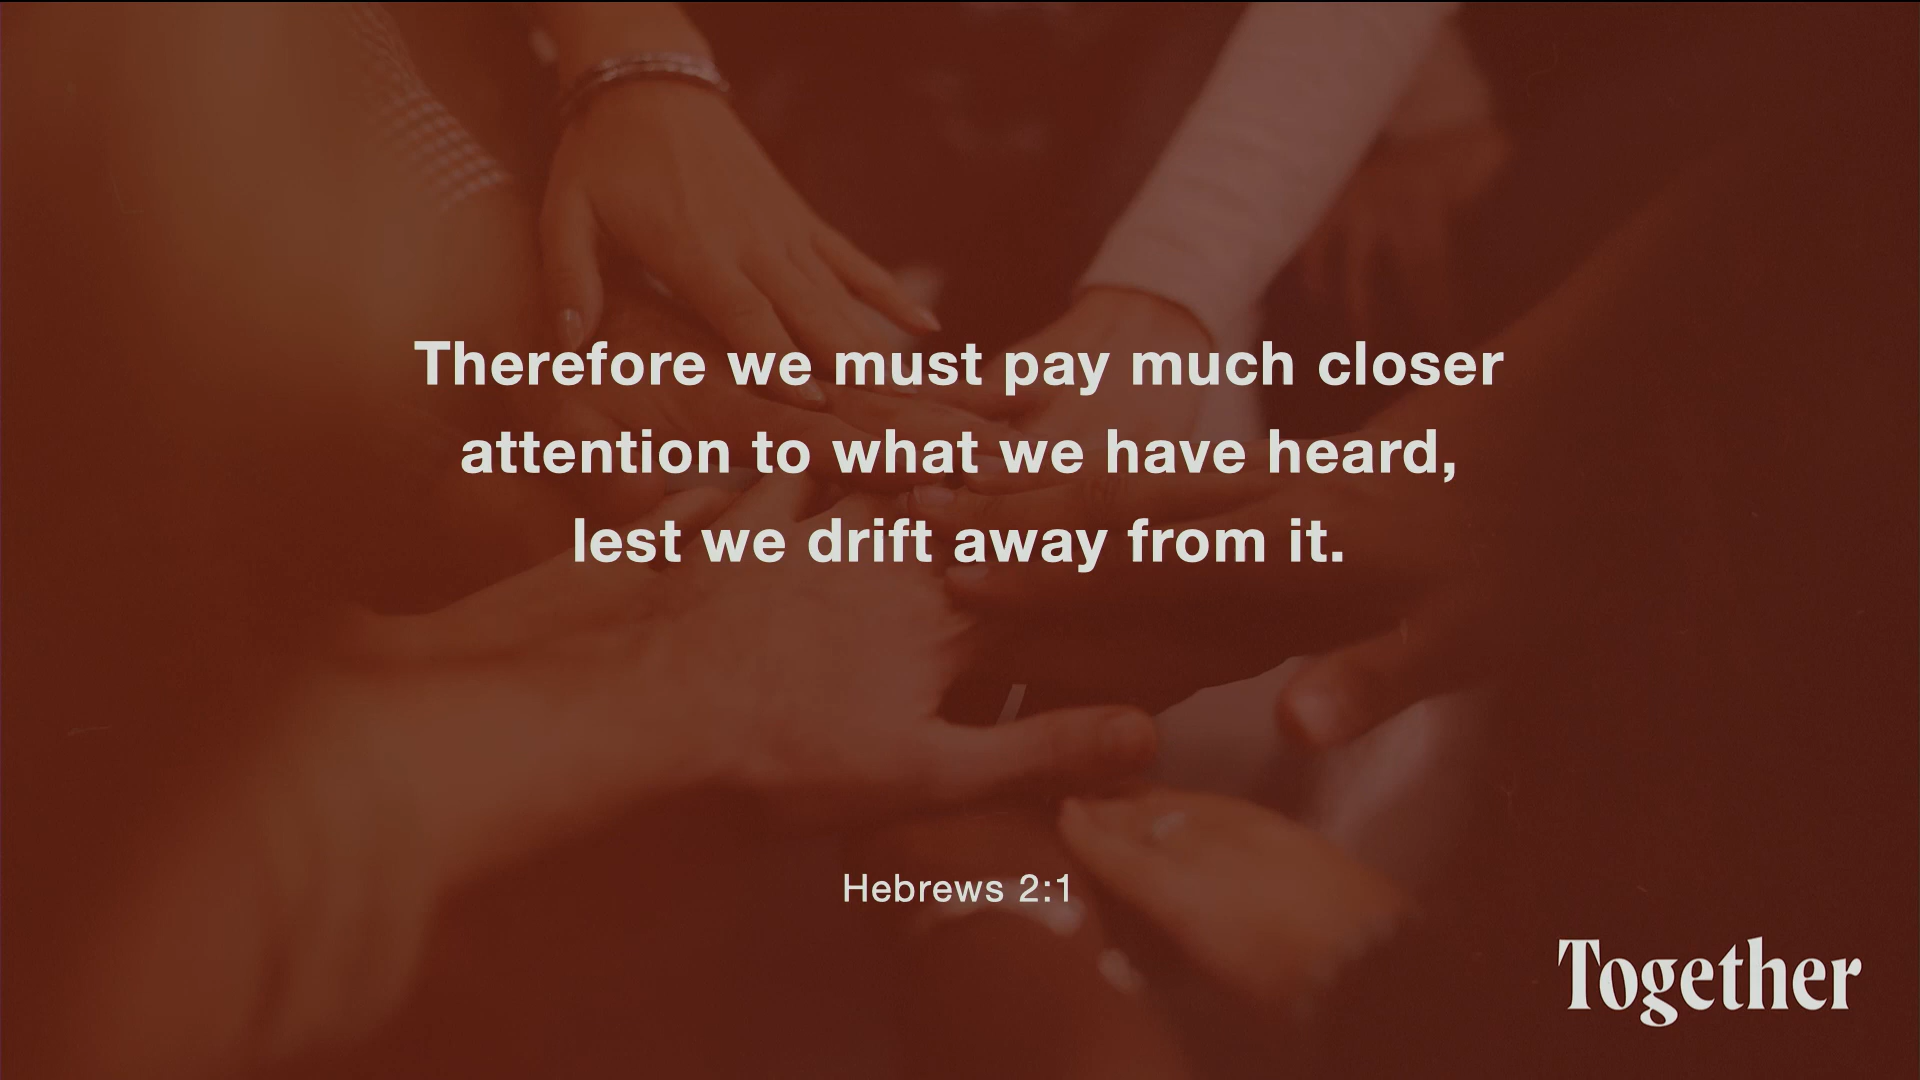 Therefore we must pay much closer
attention to what we have heard,
lest we drift away from it.
Hebrews 2:1
Together